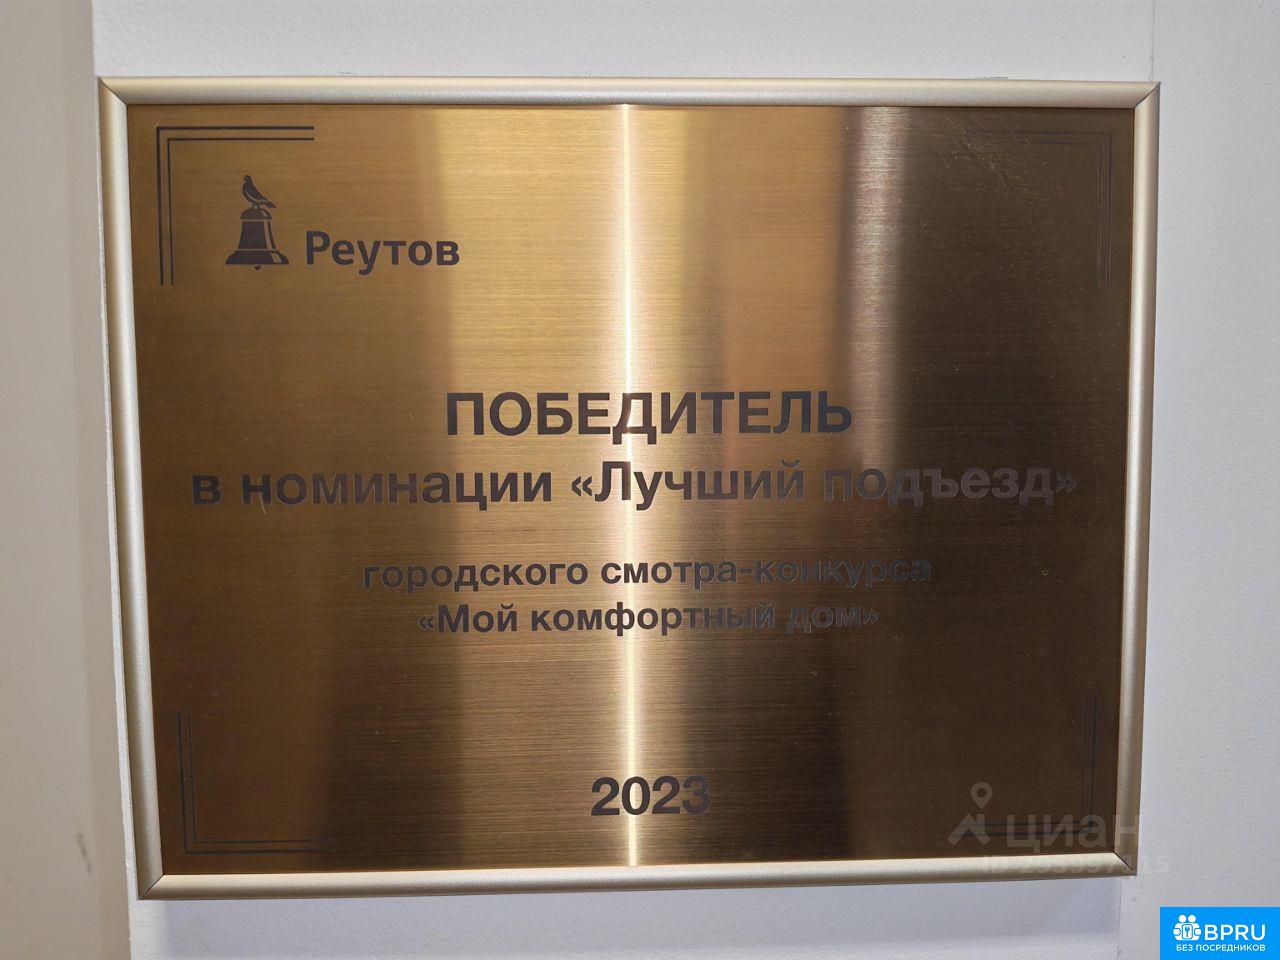 Реутов
ПОБЕДИТЕЛЬ
в номинации «Лучший подъезд»
городского смотра-конкурса
«Мой комфортный дом»
2023
циан
BPRU
БЕЗ ПОСРЕДНИКОВ